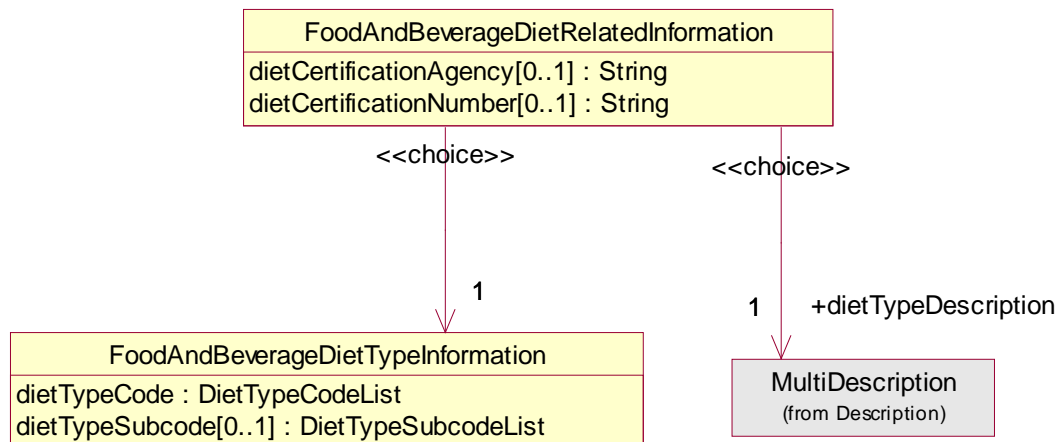 FoodAndBeverageDietRelatedInformation
dietCertificationAgency[0..1] : String
dietCertificationNumber[0..1] : String
<<choice>>
<<choice>>
1
1
+dietTypeDescription
FoodAndBeverageDietTypeInformation
dietTypeCode : DietTypeCodeList
dietTypeSubcode[0..1] : DietTypeSubcodeList
MultiDescription
(from Description)